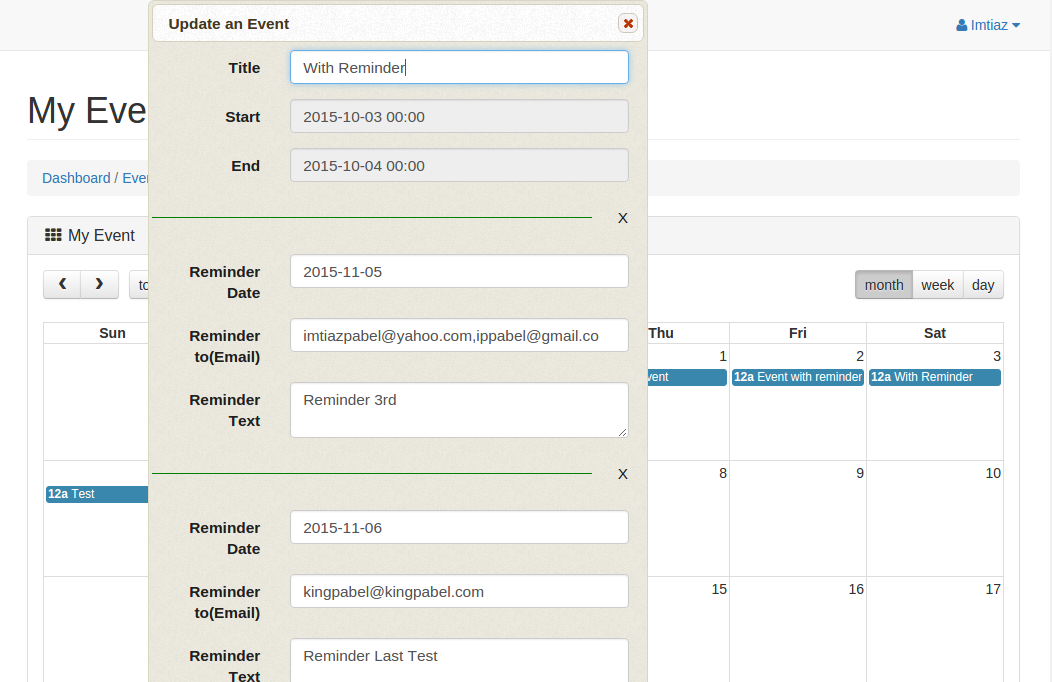 Update an Event
Imtiaz
Title
With Reminder
My Eve
Start
2015-10-03 00:00
End
2015-10-04 00:00
Dashboard / Ever
X
My Event
Reminder Date
2015-11-05
to
month week day
Reminder to(Email)
imtiazpabel@yahoo.com,ippabel@gmail.co
Sun Thu Fri Sat
1 2 3
vent
12a Event with reminder
12a With Reminder
Reminder Text
Reminder 3rd
X
8 9 10
12a Test
Reminder Date
2015-11-06
Reminder to(Email)
kingpabel@kingpabel.com
15 16 17
Reminder Text
Reminder Last Test